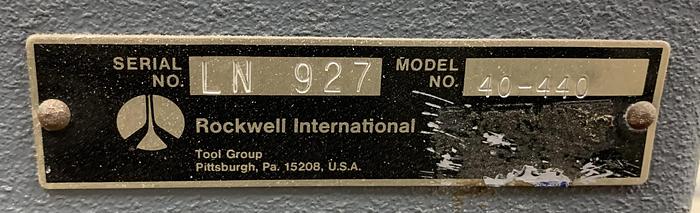 SERIAL NO. LN 927 MODEL NO. 40-440
Rockwell International
Tool Group
Pittsburgh, Pa. 15208, U.S.A.